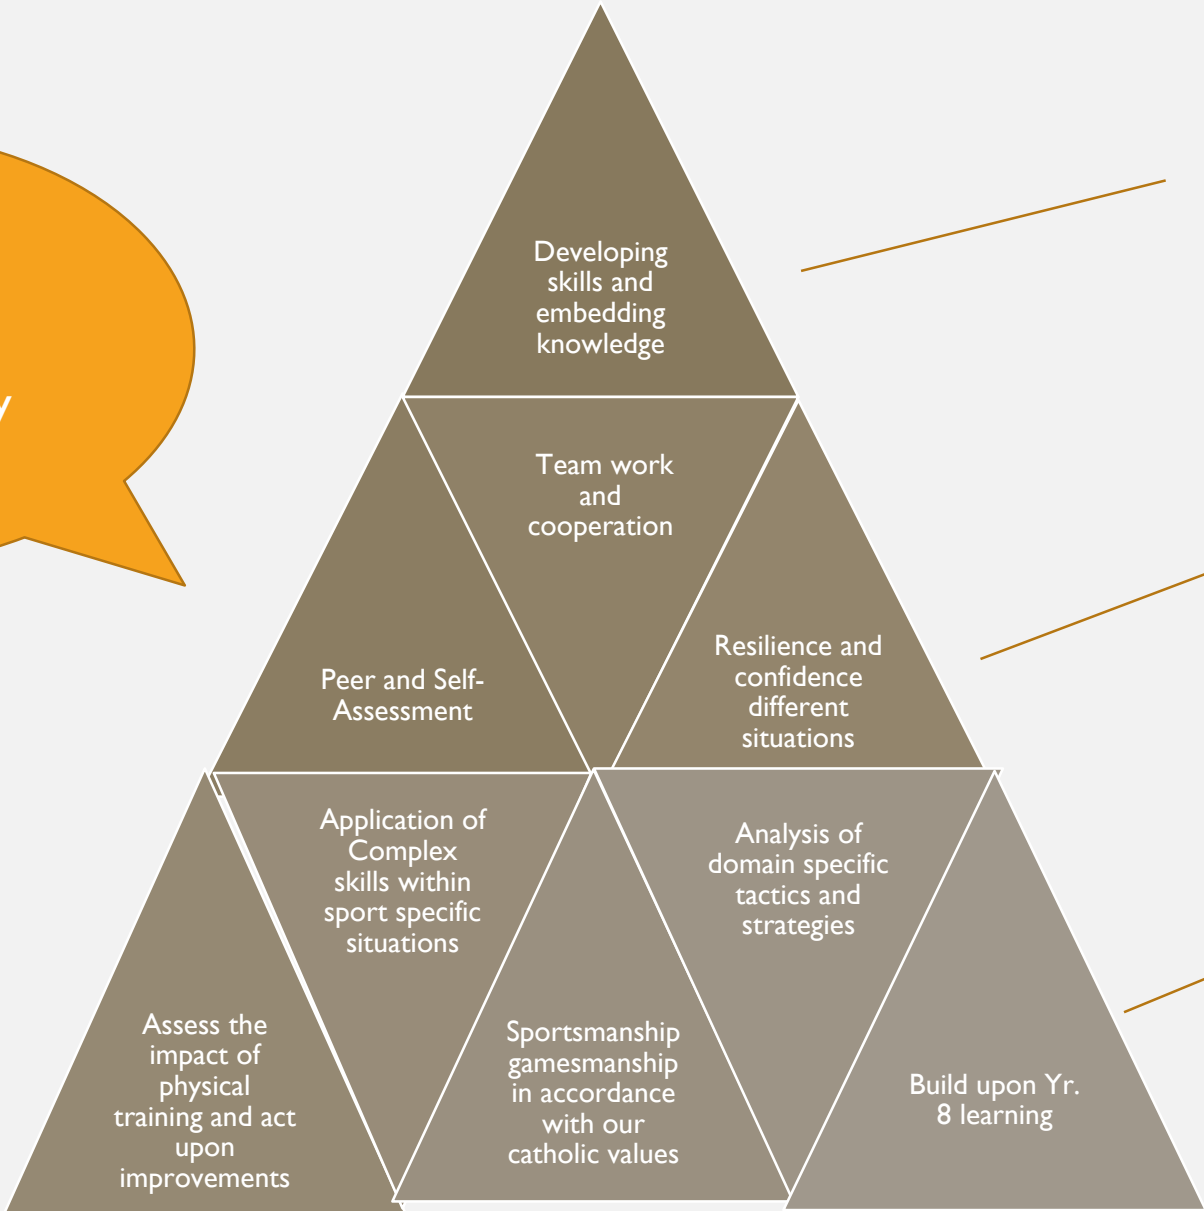 Developing
skills and
embedding
knowledge
Team work
and
cooperation
Peer and Self-
Assessment
Resilience and
confidence
different
situations
Application of
Complex
skills within
sport specific
situations
Analysis of
domain specific
tactics and
strategies
Assess the
impact of
physical
training and act
upon
improvements
Sportsmanship
gamesmanship
in accordance
with our
catholic values
Build upon Yr.
8 learning